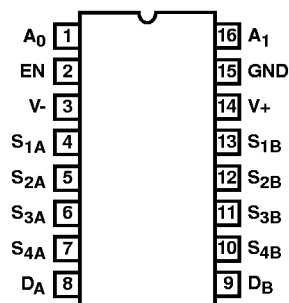 A0 1 16 A1
EN 2 15 GND
V- 3 14 V+
S1A 4 13 S1B
S2A 5 12 S2B
S3A 6 11 S3B
S4A 7 10 S4B
DA 8 9 DB